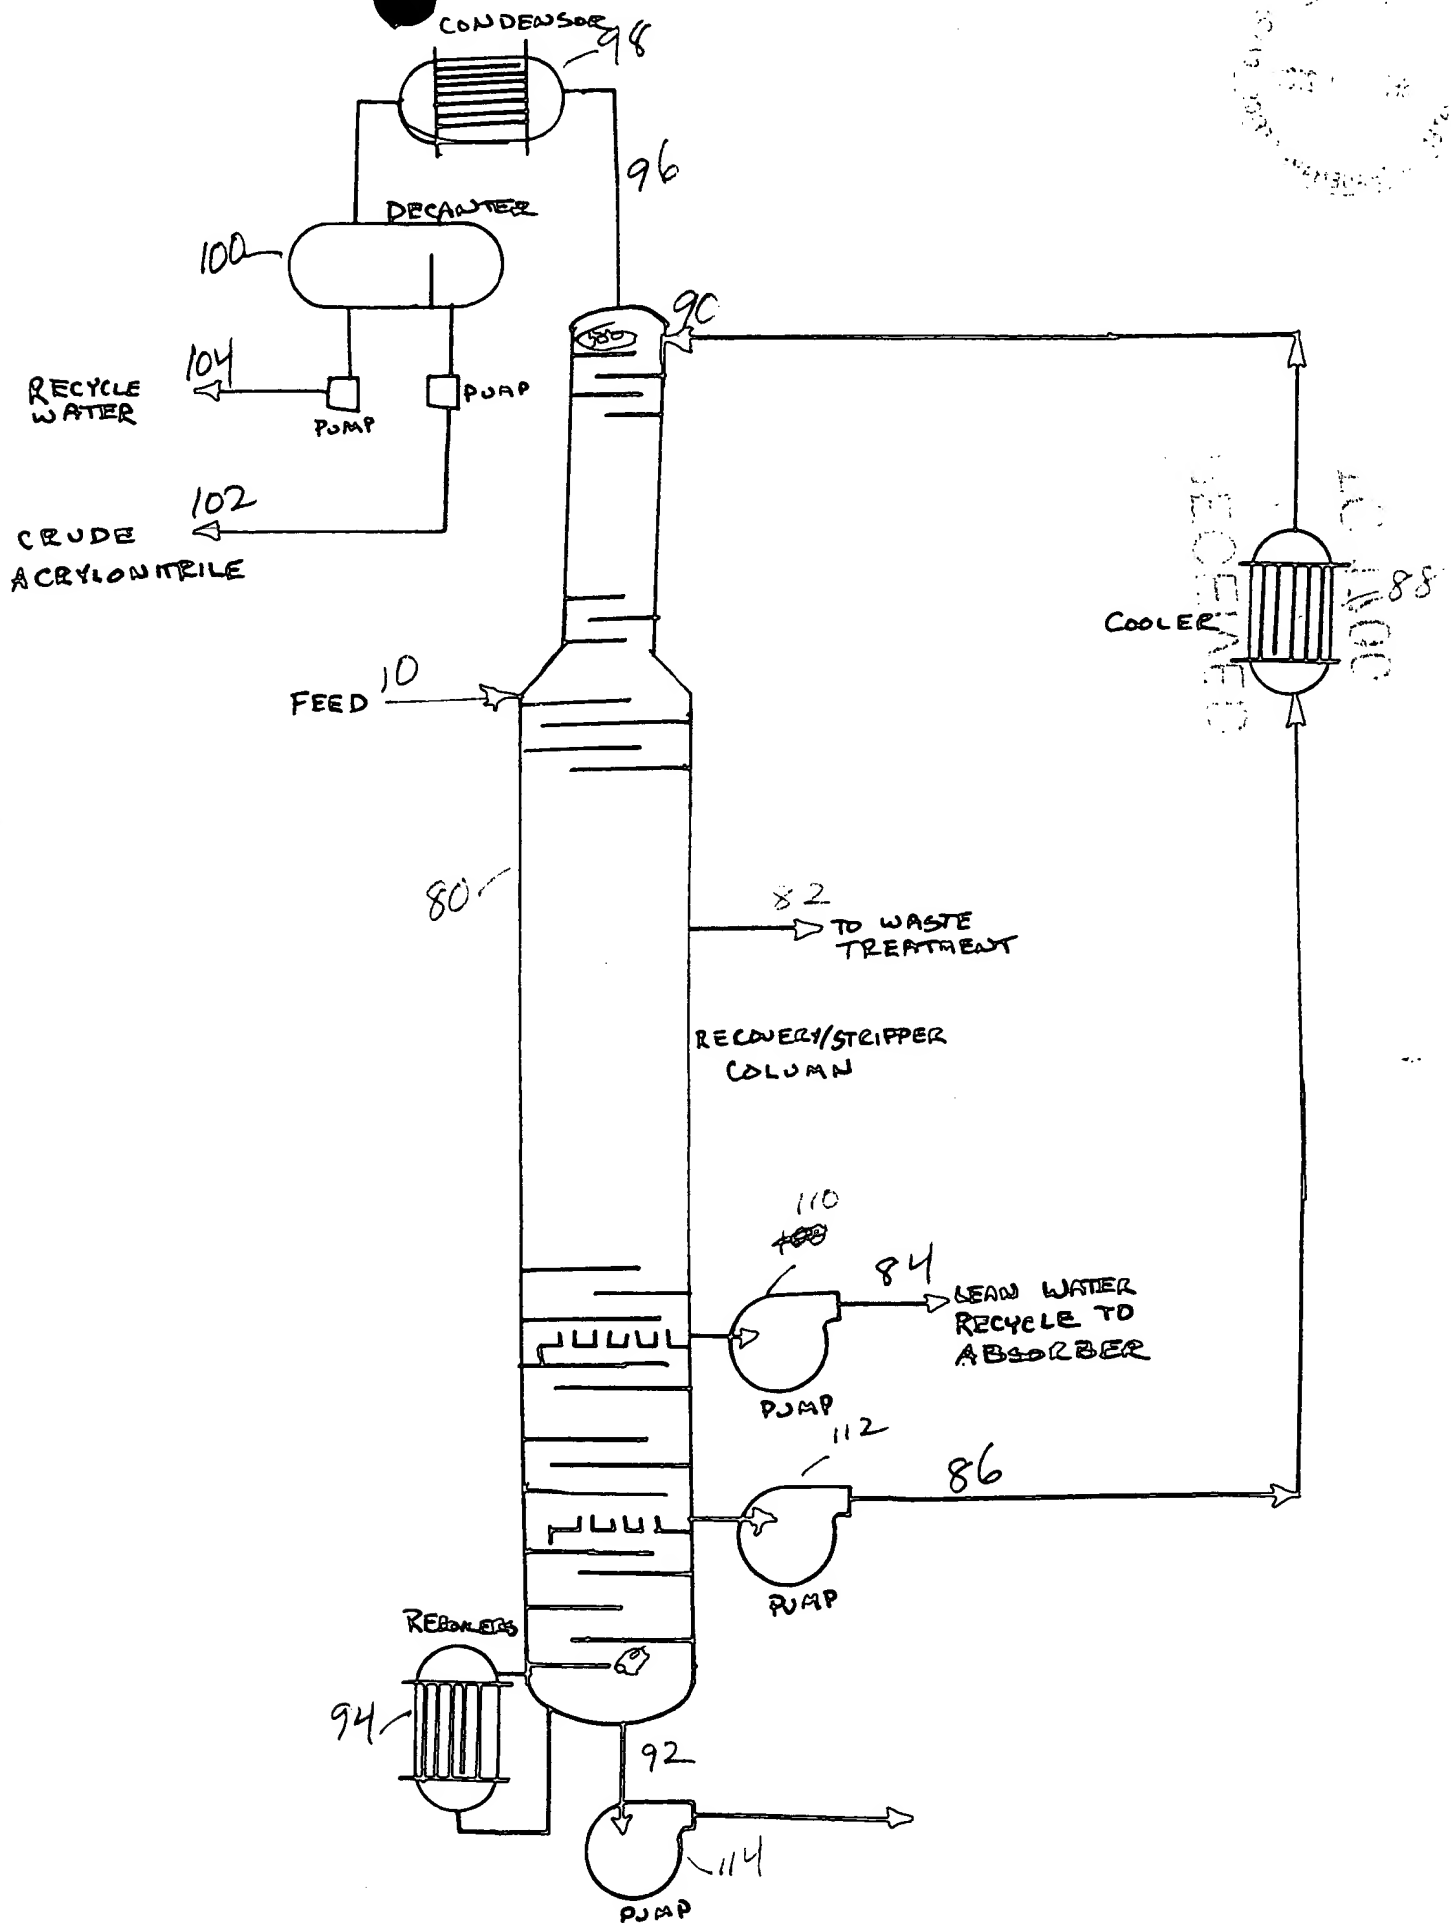 CONDENSOR
98
96
DECANTER
100
90
104
RECYCLE
WATER
PUMP
PUMP
102
CRUDE
ACRYLONITRILE
88
COOLER
10
FEED
80
82
TO WASTE
TREATMENT
RECOVERY/STRIPPER
COLUMN
110
84
LEAN WATER
RECYCLE TO
ABSORBER
PUMP
112
86
PUMP
REBOILERS
94
92
114
PUMP